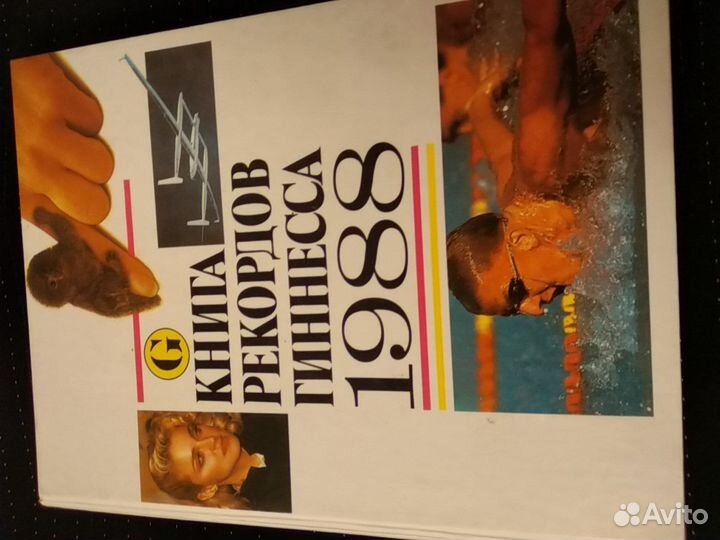 G
КНИГА
РЕКОРДОВ
ГИННЕССА
1988
Avito